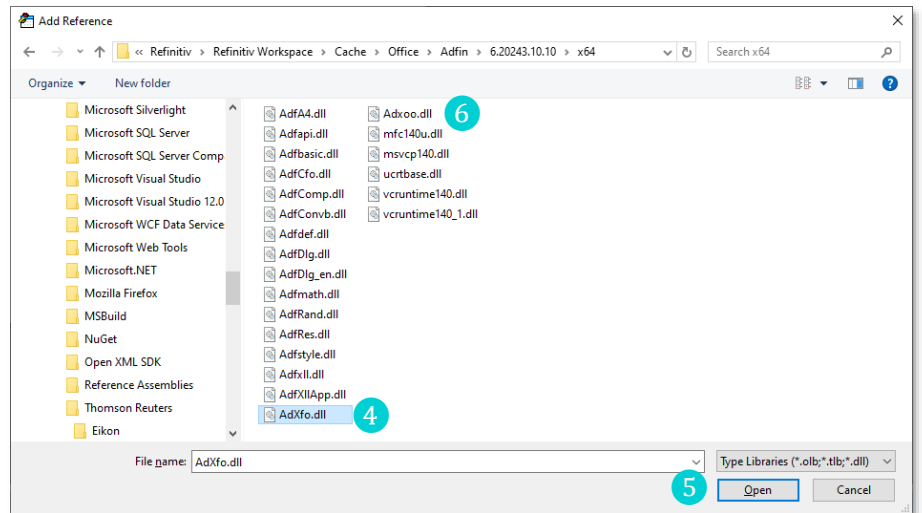 Add Reference
« Refinitiv > Refinitiv Workspace > Cache > Office > Adfin > 6.20243.10.10 > x64
Search x64
Organize
New folder
Microsoft Silverlight
Microsoft SQL Server
Microsoft SQL Server Comp
Microsoft Visual Studio
Microsoft Visual Studio 12.0
Microsoft WCF Data Service
Microsoft Web Tools
Microsoft.NET
Mozilla Firefox
MSBuild
NuGet
Open XML SDK
Reference Assemblies
Thomson Reuters
Eikon
AdfA4.dll
Adfapi.dll
Adfbasic.dll
AdfCfo.dll
AdfComp.dll
AdfConvb.dll
Adfdef.dll
AdfDlg.dll
AdfDlg_en.dll
Adfmath.dll
AdfRand.dll
AdfRes.dll
Adfstyle.dll
Adfxll.dll
AdfXllApp.dll
AdXfo.dll 4
Adxoo.dll 6
mfc140u.dll
msvcp140.dll
ucrtbase.dll
vcruntime140.dll
vcruntime140_1.dll
File name: AdXfo.dll
Type Libraries (*.olb;*.tlb;*.dll)
5 Open Cancel